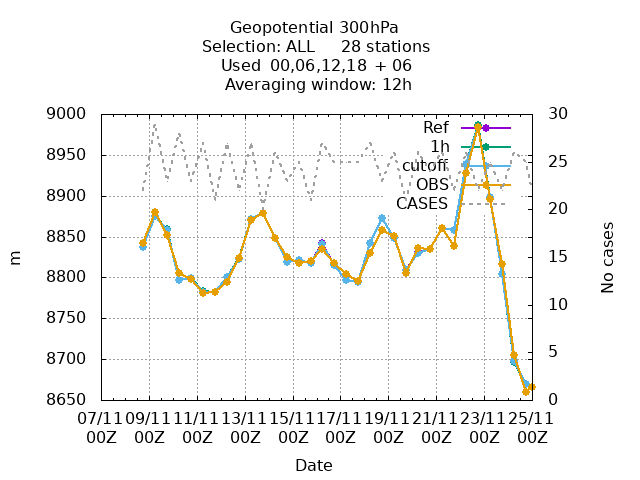 Geopotential 300hPa
Selection: ALL     28 stations
Used  00,06,12,18  + 06
Averaging window: 12h
9000
8950
8900
8850
8800
8750
8700
8650
m
30
25
20
15
10
5
0
No cases
Ref
1h
cutoff
OBS
CASES
07/11 09/11 11/11 13/11 15/11 17/11 19/11 21/11 23/11 25/11
00Z 00Z 00Z 00Z 00Z 00Z 00Z 00Z 00Z 00Z
Date